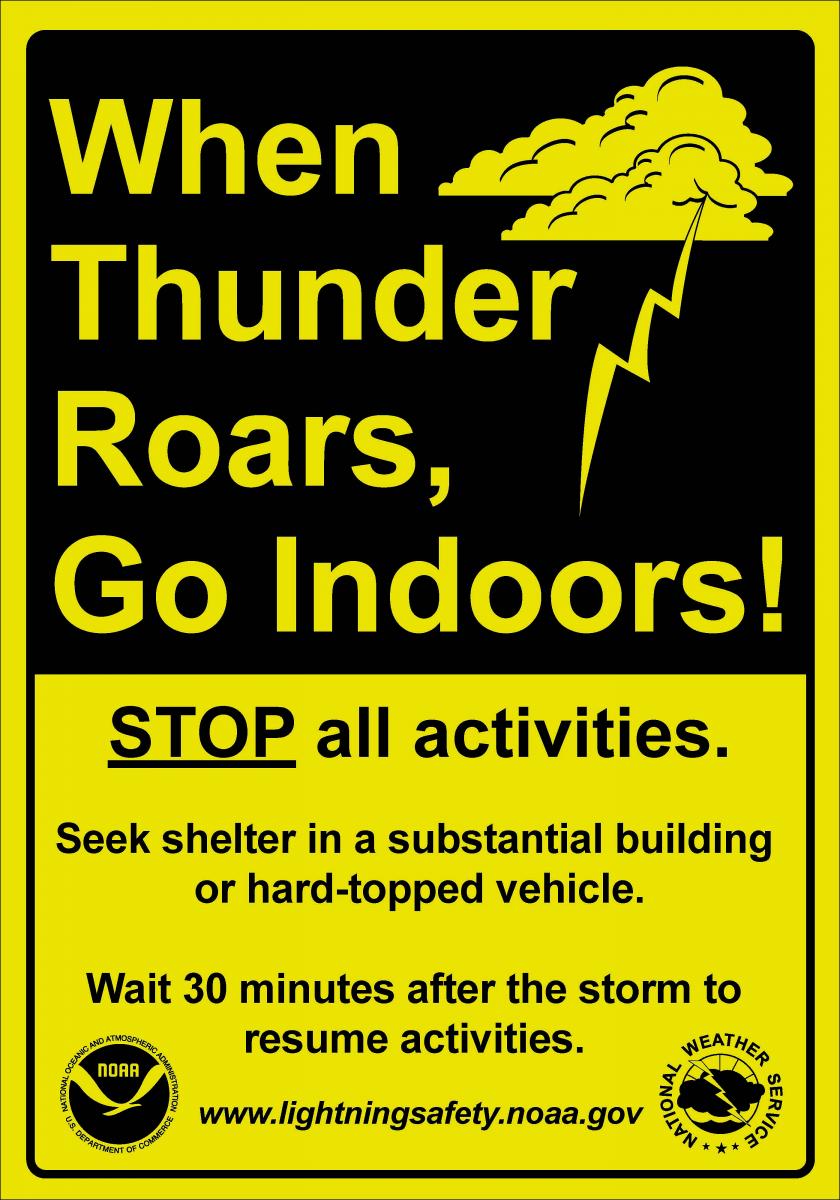 When
Thunder
Roars,
Go Indoors!
STOP all activities.
Seek shelter in a substantial building
or hard-topped vehicle.
Wait 30 minutes after the storm to
resume activities.
NATIONAL OCEANIC AND ATMOSPHERIC ADMINISTRATION
NOAA
U.S. DEPARTMENT OF COMMERCE
www.lightningsafety.noaa.gov
NATIONAL WEATHER SERVICE